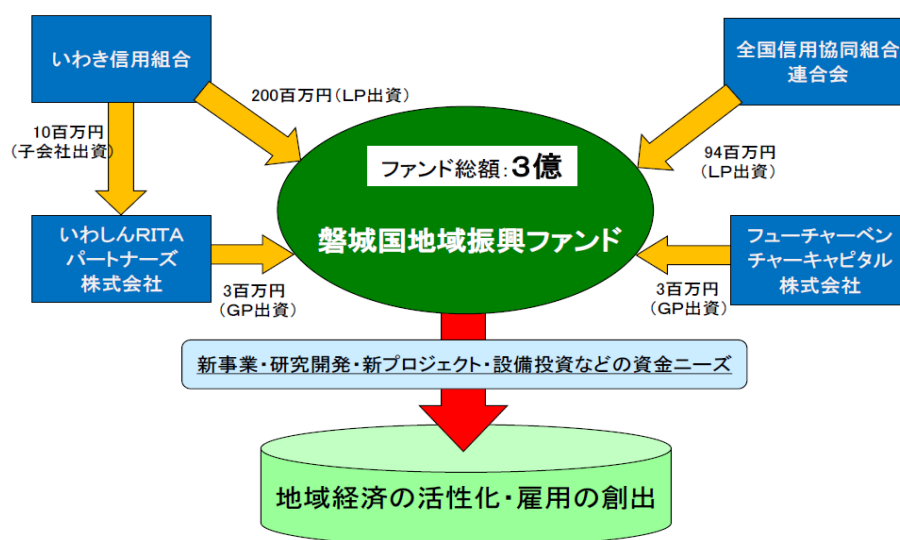 いわき信用組合
全国信用協同組合
連合会
200百万円(LP出資)
10百万円
(子会社出資)
94百万円
(LP出資)
ファンド総額:3億
磐城国地域振興ファンド
いわしんRITA
パートナーズ
株式会社
フューチャーベン
チャーキャピタル
株式会社
3百万円
(GP出資)
3百万円
(GP出資)
新事業・研究開発・新プロジェクト・設備投資などの資金ニーズ
地域経済の活性化・雇用の創出